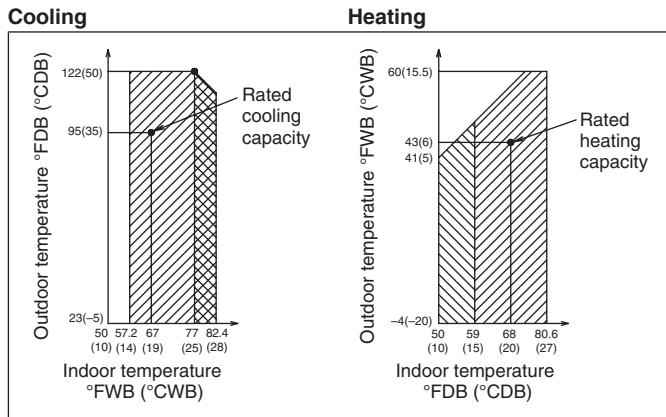 Cooling
Outdoor temperature °FDB (°CDB)
122(50)
95(35)
23(–5)
Rated
cooling
capacity
50 57.2 67 77 82.4
(10) (14) (19) (25) (28)
Indoor temperature
°FWB (°CWB)
Heating
Outdoor temperature °FWB (°CWB)
60(15.5)
43(6)
41(5)
–4(–20)
Rated
heating
capacity
50 59 68 80.6
(10) (15) (20) (27)
Indoor temperature
°FDB (°CDB)